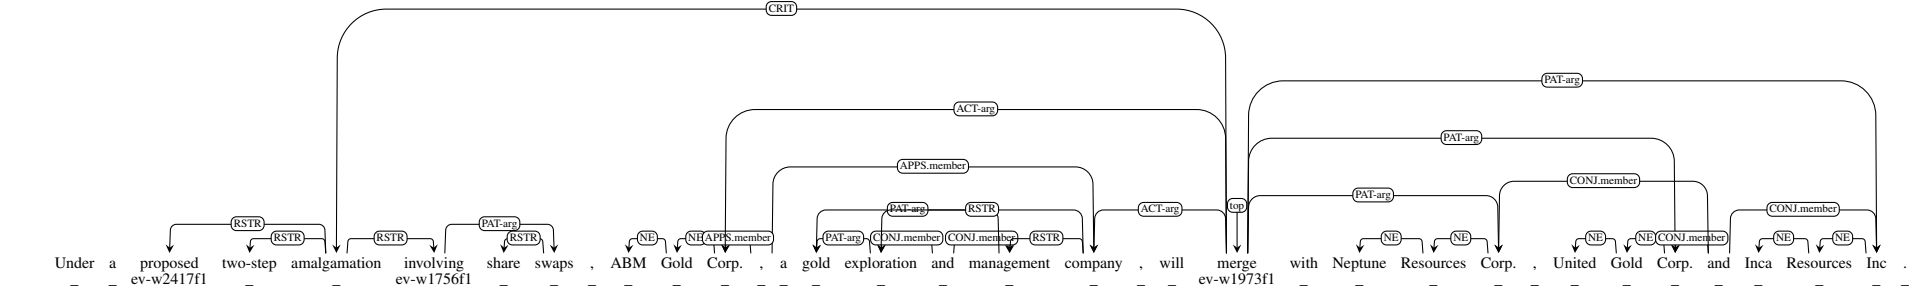 CRIT
PAT-arg
ACT-arg
PAT-arg
APPS.member
CONJ.member
PAT-arg
top
RSTR PAT-arg PAT-arg RSTR ACT-arg CONJ.member
RSTR RSTR RSTR NE NE APPS.member PAT-arg CONJ.member CONJ.member RSTR NE NE NE NE CONJ.member NE NE
Under a proposed two-step amalgamation involving share swaps , ABM Gold Corp. , a gold exploration and management company , will merge with Neptune Resources Corp. , United Gold Corp. and Inca Resources Inc .
_ _ ev-w2417f1 _ _ ev-w1756f1 _ _ _ _ _ _ _ _ _ _ _ _ _ _ _ ev-w1973f1 _ _ _ _ _ _ _ _ _ _ _ _ _